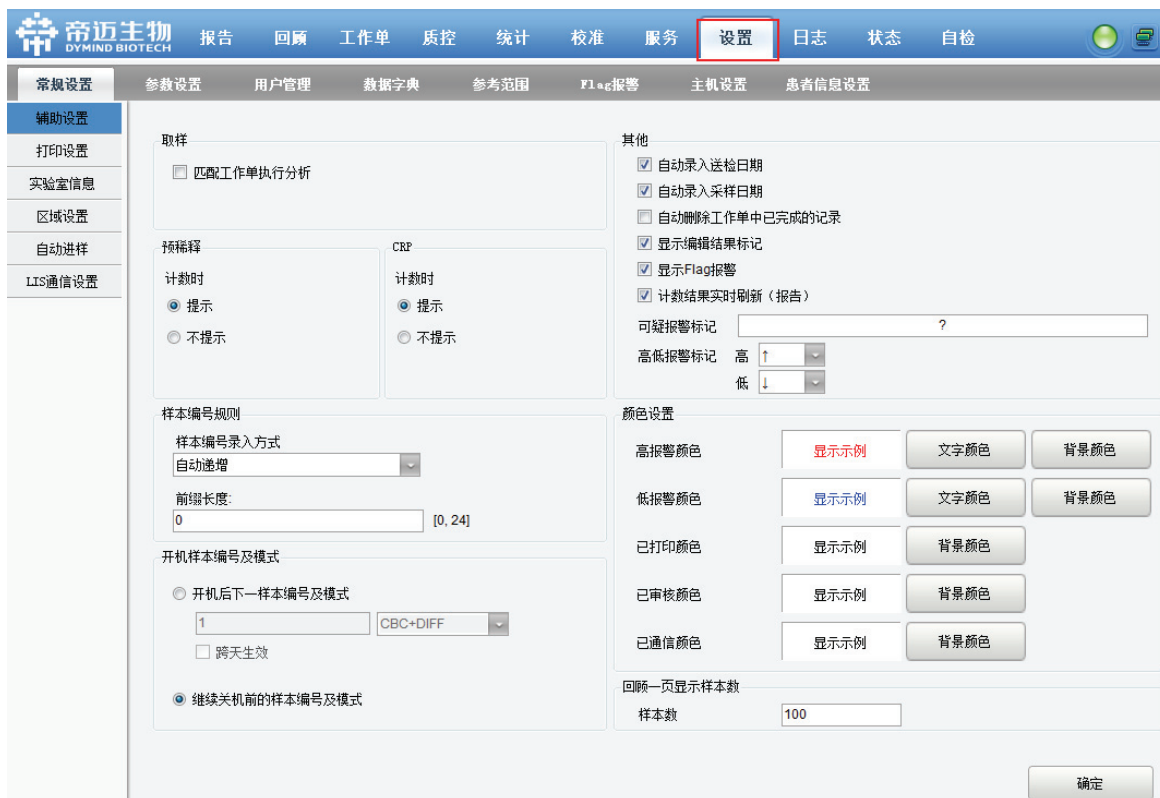 帝迈生物
DYMIND BIOTECH
报告 回顾 工作单 质控 统计 校准 服务 设置 日志 状态 自检
常规设置 参数设置 用户管理 数据字典 参考范围 Flag报警 主机设置 患者信息设置
辅助设置
打印设置
实验室信息
区域设置
自动进样
LIS通信设置
取样
匹配工作单执行分析
预稀释
计数时
提示
不提示
CRP
计数时
提示
不提示
样本编号规则
样本编号录入方式
自动递增
前缀长度:
0 [0, 24]
开机样本编号及模式
开机后下一样本编号及模式
1 CBC+DIFF
跨天生效
继续关机前的样本编号及模式
其他
自动录入送检日期
自动录入采样日期
自动删除工作单中已完成的记录
显示编辑结果标记
显示Flag报警
计数结果实时刷新（报告）
可疑报警标记 ?
高低报警标记 高 ↑
低 ↓
颜色设置
高报警颜色 显示示例 文字颜色 背景颜色
低报警颜色 显示示例 文字颜色 背景颜色
已打印颜色 显示示例 背景颜色
已审核颜色 显示示例 背景颜色
已通信颜色 显示示例 背景颜色
回顾一页显示样本数
样本数 100
确定